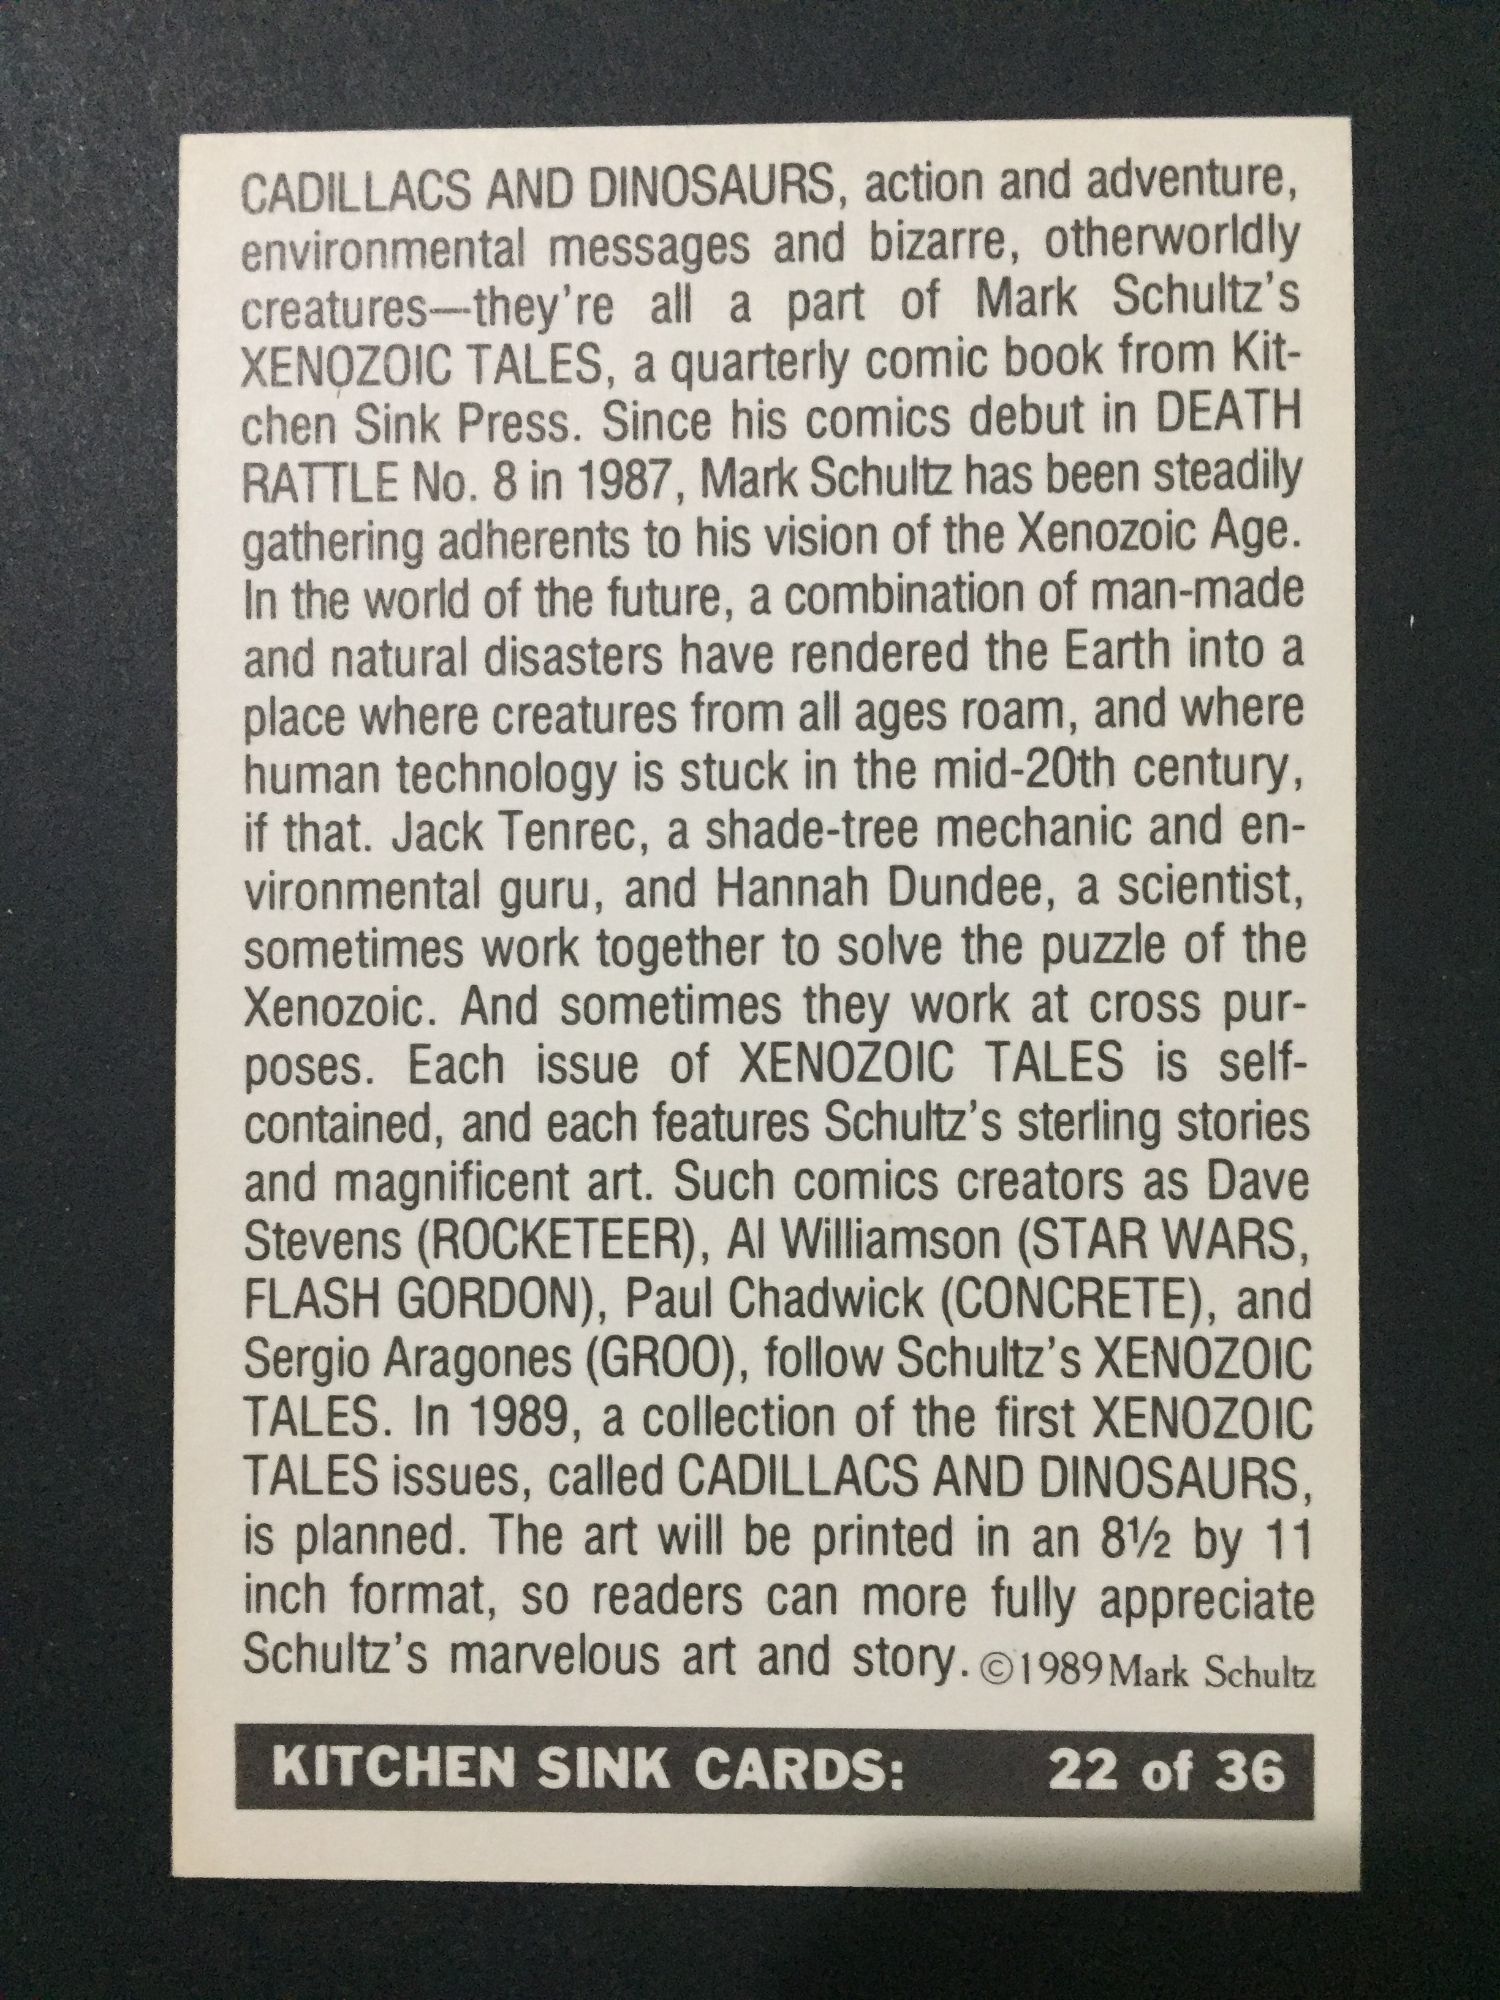 CADILLACS AND DINOSAURS, action and adventure,
environmental messages and bizarre, otherworldly
creatures—they're all a part of Mark Schultz's
XENOZOIC TALES, a quarterly comic book from Kit-
chen Sink Press. Since his comics debut in DEATH
RATTLE No. 8 in 1987, Mark Schultz has been steadily
gathering adherents to his vision of the Xenozoic Age.
In the world of the future, a combination of man-made
and natural disasters have rendered the Earth into a
place where creatures from all ages roam, and where
human technology is stuck in the mid-20th century,
if that. Jack Tenrec, a shade-tree mechanic and en-
vironmental guru, and Hannah Dundee, a scientist,
sometimes work together to solve the puzzle of the
Xenozoic. And sometimes they work at cross pur-
poses. Each issue of XENOZOIC TALES is self-
contained, and each features Schultz's sterling stories
and magnificent art. Such comics creators as Dave
Stevens (ROCKETEER), Al Williamson (STAR WARS,
FLASH GORDON), Paul Chadwick (CONCRETE), and
Sergio Aragones (GROO), follow Schultz's XENOZOIC
TALES. In 1989, a collection of the first XENOZOIC
TALES issues, called CADILLACS AND DINOSAURS,
is planned. The art will be printed in an 8½ by 11
inch format, so readers can more fully appreciate
Schultz's marvelous art and story. ©1989 Mark Schultz
KITCHEN SINK CARDS: 22 of 36